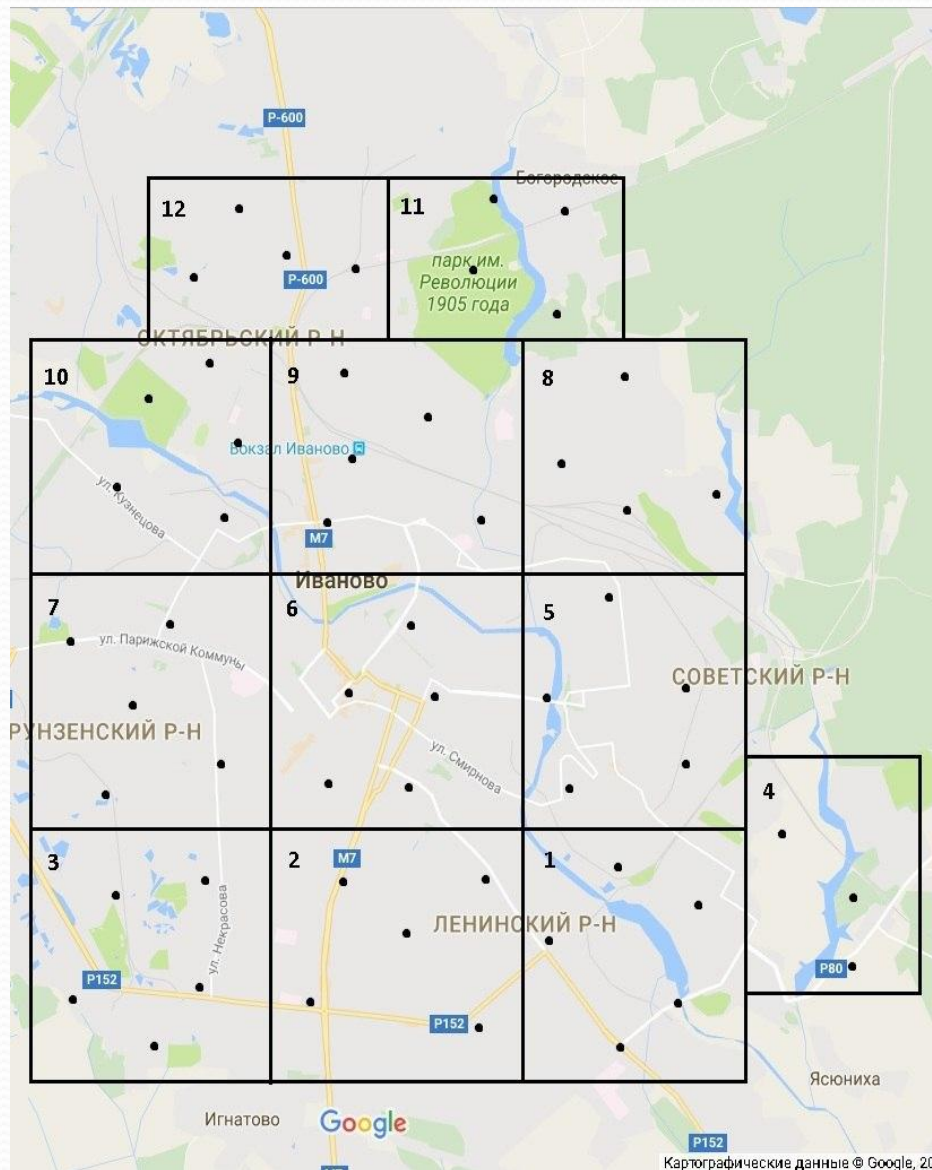 Р-600
Богородское
12
11
Р-600
парк им.
Революции
1905 года
ОКТЯБРЬСКИЙ Р-Н
10
9
8
Вокзал Иваново
ул. Кузнецова
М7
Иваново
7
6
5
ул. Парижской Коммуны
СОВЕТСКИЙ Р-Н
РУНЗЕНСКИЙ Р-Н
ул. Смирнова
4
3
2
М7
1
ул. Некрасова
ЛЕНИНСКИЙ Р-Н
Р152
Р80
Р152
Ясюниха
Игнатово
Google
Р152
Картографические данные © Google, 20